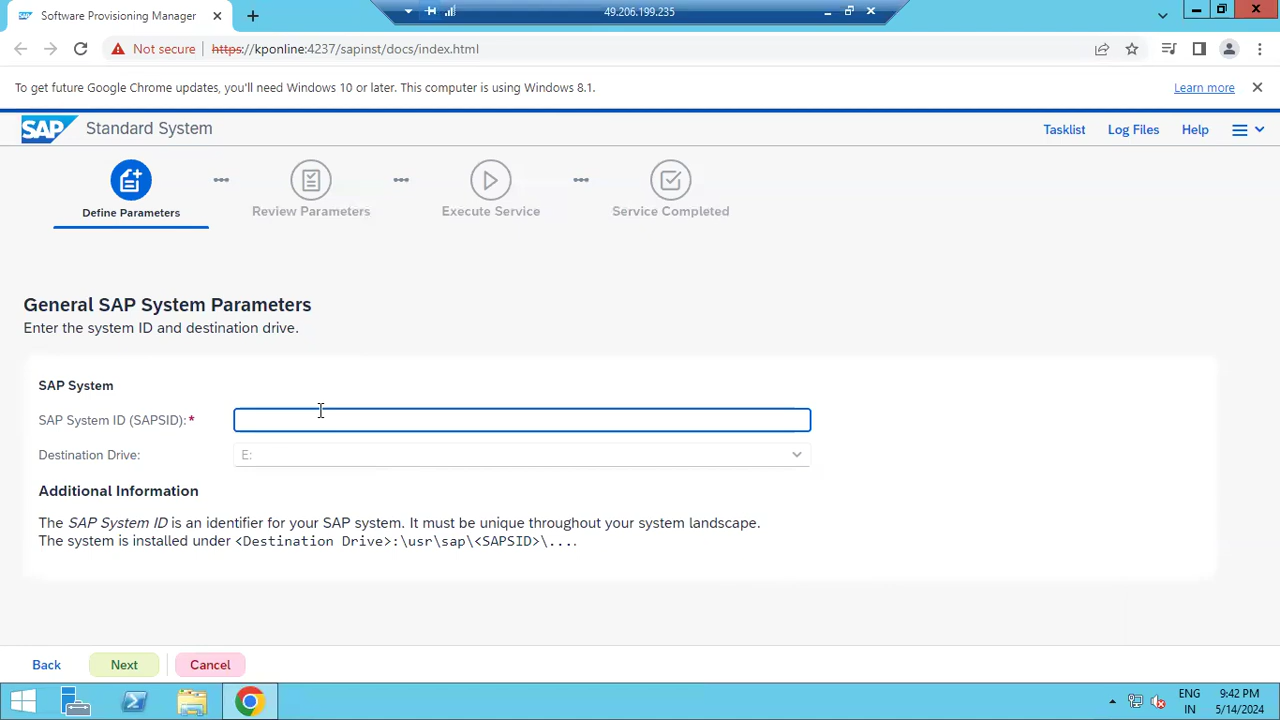 Software Provisioning Manager
49.206.199.235
Not secure
https://kponline:4237/sapinst/docs/index.html
To get future Google Chrome updates, you'll need Windows 10 or later. This computer is using Windows 8.1.
Learn more
SAP
Standard System
Tasklist
Log Files
Help
Define Parameters
Review Parameters
Execute Service
Service Completed
General SAP System Parameters
Enter the system ID and destination drive.
SAP System
SAP System ID (SAPSID):*
Destination Drive:
E:
Additional Information
The SAP System ID is an identifier for your SAP system. It must be unique throughout your system landscape.
The system is installed under <Destination Drive>:\usr\sap\<SAPSID>\....
Back
Next
Cancel
ENG
IN
9:42 PM
5/14/2024